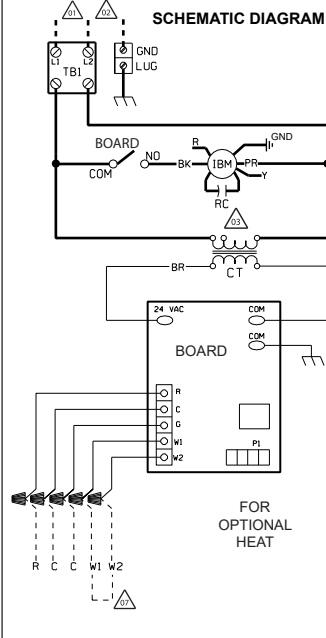 01
02
SCHEMATIC DIAGRAM
GND
LUG
L1
L2
TB1
BOARD
R
GND
NO
COM
BK
IBM
PR
Y
RC
03
BR
CT
24 VAC
COM
COM
BOARD
R
C
G
W1
W2
P1
FOR
OPTIONAL
HEAT
R C C W1 W2
07